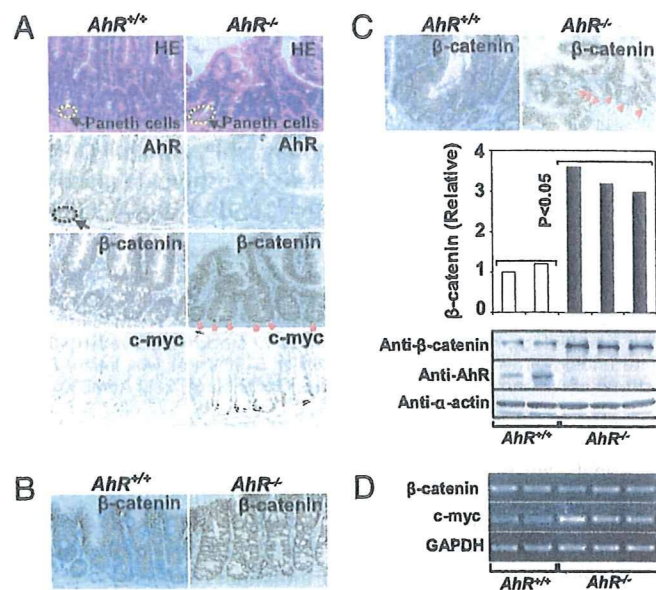 A
AhR+/+
AhR-/-
HE
HE
Paneth cells
Paneth cells
AhR
AhR
β-catenin
β-catenin
c-myc
c-myc
B
AhR+/+
AhR-/-
β-catenin
β-catenin
C
AhR+/+
AhR-/-
β-catenin
β-catenin
β-catenin (Relative)
4
3
2
1
0
P<0.05
Anti-β-catenin
Anti-AhR
Anti-α-actin
AhR+/+
AhR-/-
D
β-catenin
c-myc
GAPDH
AhR+/+
AhR-/-